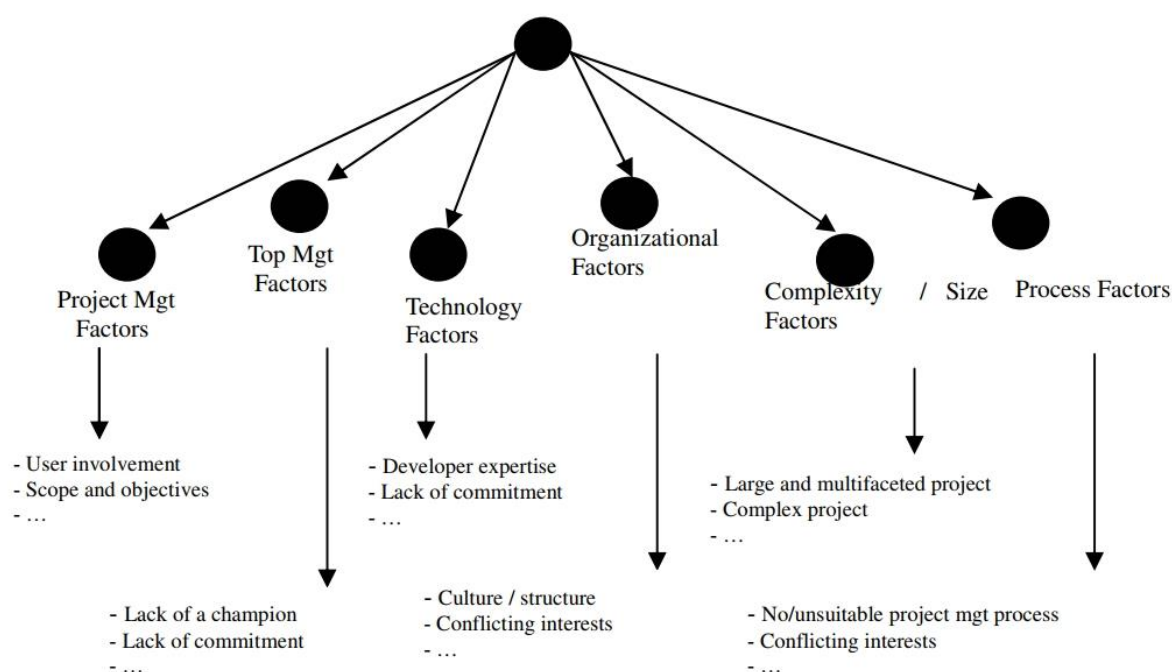 Project Mgt
Factors
Top Mgt
Factors
Technology
Factors
Organizational
Factors
Complexity / Size
Factors
Process Factors
- User involvement
- Scope and objectives
- …
- Lack of a champion
- Lack of commitment
- …
- Developer expertise
- Lack of commitment
- …
- Culture / structure
- Conflicting interests
- …
- Large and multifaceted project
- Complex project
- …
- No/unsuitable project mgt process
- Conflicting interests
- …